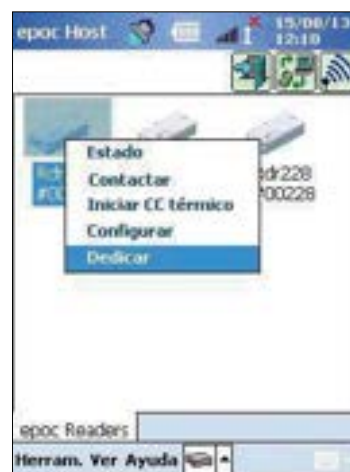 epoc Host
15/08/13
12:10
Estado
Contactar
Iniciar CC térmico
Configurar
Dedicar
dr228
#00228
epoc Readers
Herram. Ver Ayuda